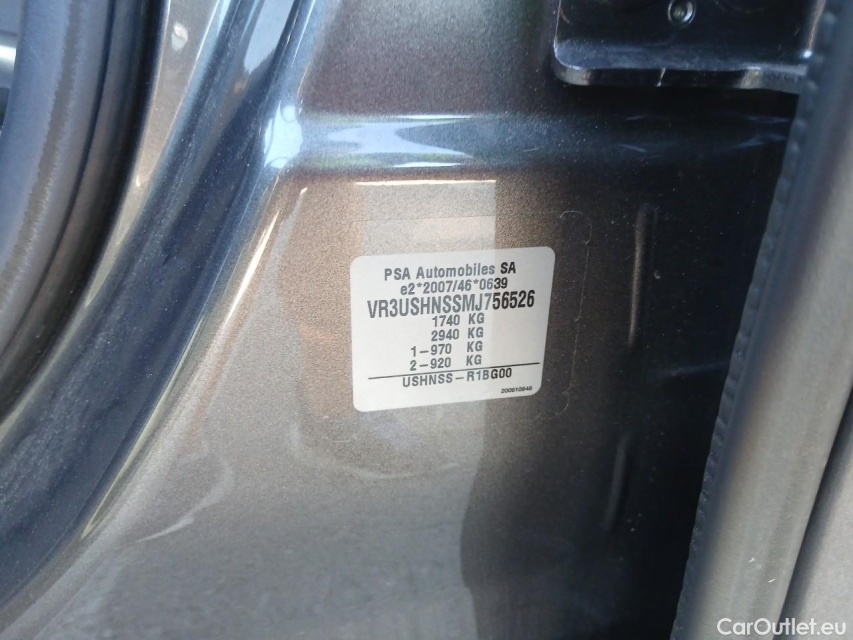 PSA Automobiles SA
e2*2007/46*0639
VR3USHNSSMJ756526
1740 KG
2940 KG
1-970 KG
2-920 KG
USHNSS-R1BG00
200810848
CarOutlet.eu